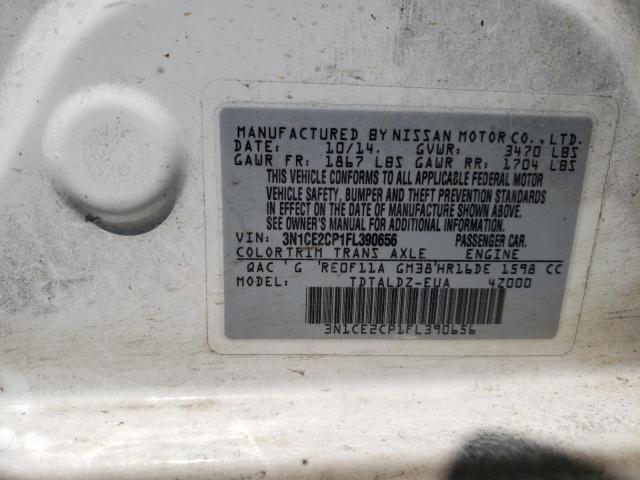 MANUFACTURED BY NISSAN MOTOR CO., LTD.
DATE: 10/14. GVWR: 3470 LBS
GAWR FR: 1867 LBS GAWR RR: 1704 LBS
THIS VEHICLE CONFORMS TO ALL APPLICABLE FEDERAL MOTOR
VEHICLE SAFETY, BUMPER AND THEFT PREVENTION STANDARDS
IN EFFECT ON THE DATE OF MANUFACTURE SHOWN ABOVE.
SEE OWNER'S MANUAL FOR ADDITIONAL INFORMATION.
VIN: 3N1CE2CP1FL390656 PASSENGER CAR.
COLORTRIM TRANS AXLE ENGINE
QAC ' G 'RE0F11A GM38'HR16DE 1598 CC
MODEL: TDTALDZ-EUA 4Z000
3N1CE2CP1FL390656